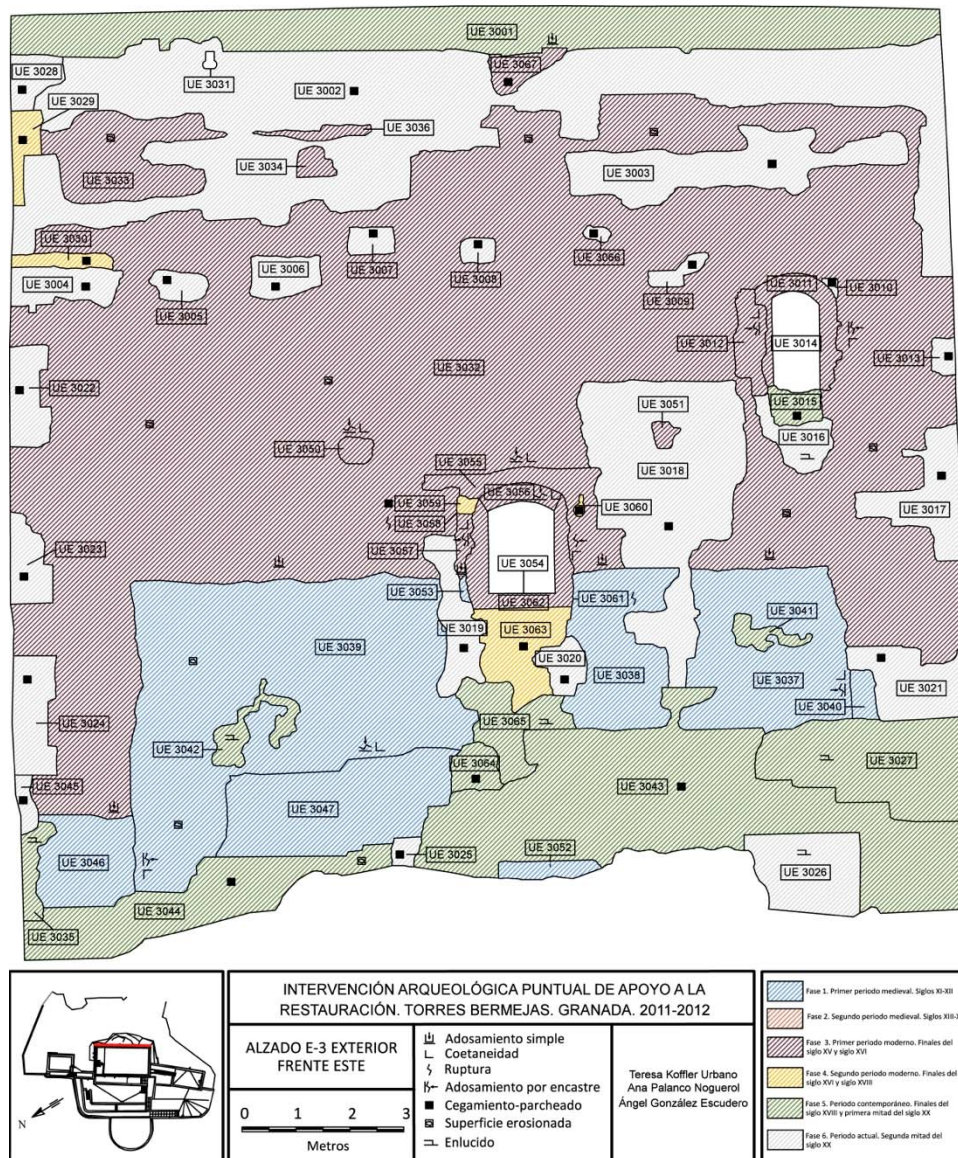 UE 3001
UE 3067
UE 3028
UE 3031
UE 3002
UE 3029
UE 3036
UE 3034
UE 3003
UE 3033
UE 3030
UE 3066
UE 3007
UE 3008
UE 3004
UE 3006
UE 3009
UE 3011
UE 3010
UE 3005
UE 3012
UE 3014
UE 3013
UE 3032
UE 3022
UE 3015
UE 3051
UE 3016
UE 3050
UE 3055
UE 3018
UE 3056
UE 3059
UE 3060
UE 3017
UE 3058
UE 3023
UE 3057
UE 3054
UE 3053
UE 3062
UE 3061
UE 3041
UE 3019
UE 3063
UE 3039
UE 3020
UE 3038
UE 3037
UE 3021
UE 3040
UE 3024
UE 3065
UE 3042
UE 3027
UE 3064
UE 3045
UE 3043
UE 3047
UE 3052
UE 3025
UE 3046
UE 3026
UE 3044
UE 3035
N
INTERVENCIÓN ARQUEOLÓGICA PUNTUAL DE APOYO A LA
RESTAURACIÓN. TORRES BERMEJAS. GRANADA. 2011-2012
ALZADO E-3 EXTERIOR
FRENTE ESTE
0 1 2 3
Metros
Adosamiento simple
Coetaneidad
Ruptura
Adosamiento por encastre
Cegamiento-parcheado
Superficie erosionada
Enlucido
Teresa Koffler Urbano
Ana Palanco Noguerol
Ángel González Escudero
Fase 1. Primer periodo medieval. Siglos XI-XII
Fase 2. Segundo periodo medieval. Siglos XIII-X
Fase 3. Primer periodo moderno. Finales del
siglo XV y siglo XVI
Fase 4. Segundo periodo moderno. Finales del
siglo XVI y siglo XVIII
Fase 5. Periodo contemporáneo. Finales del
siglo XVIII y primera mitad del siglo XX
Fase 6. Periodo actual. Segunda mitad del
siglo XX